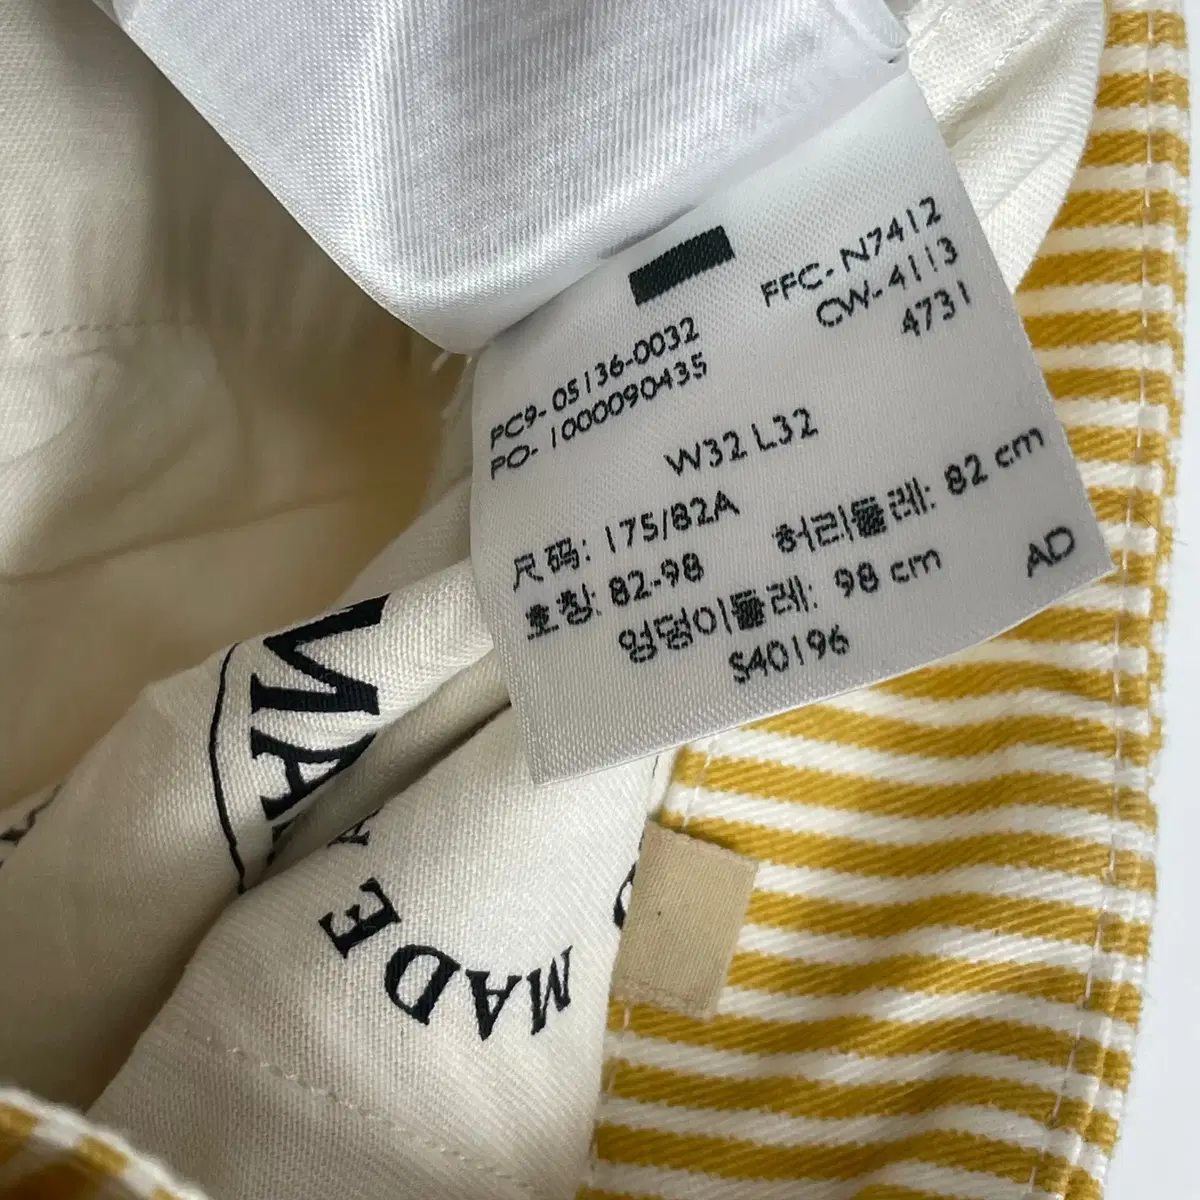 FFC- N7412
CW- 4113
4731
PC9- 05136-0032
PO- 1000090435
W32 L32
尺码: 175/82A
호칭: 82-98
허리둘레: 82 cm
엉덩이둘레: 98 cm
S40196
AD
MADE